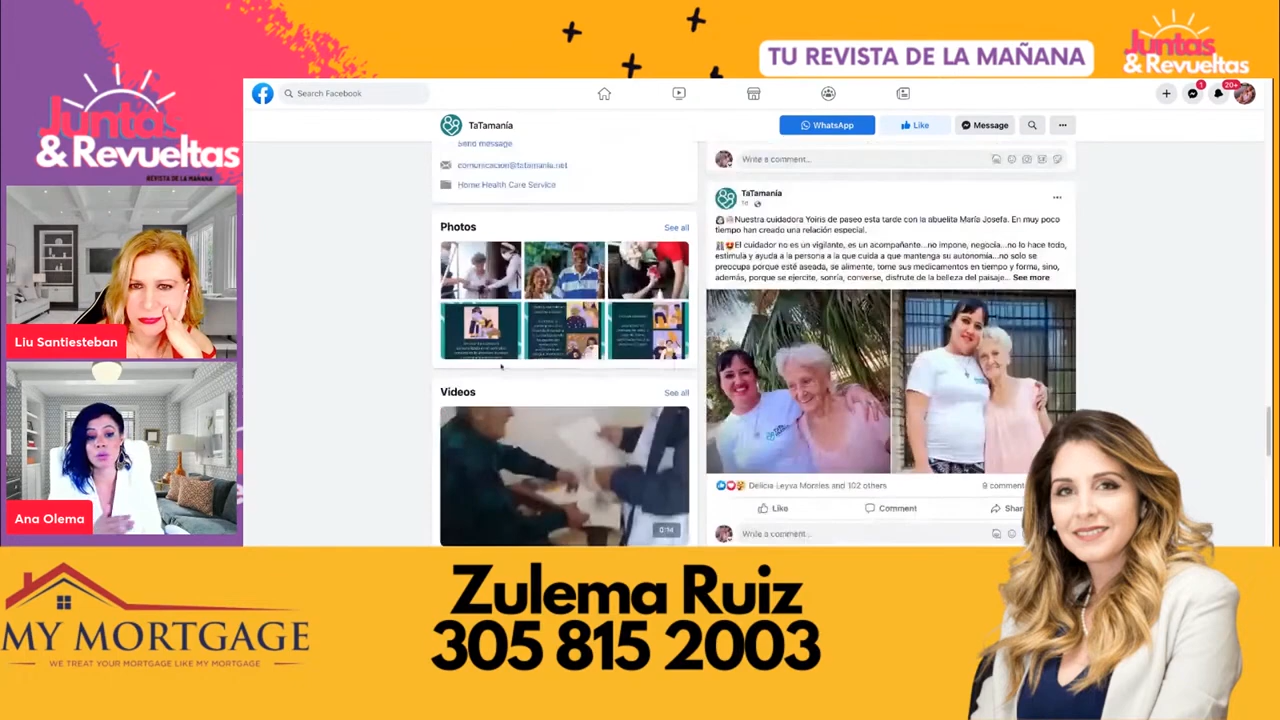 TU REVISTA DE LA MAÑANA
Juntas
& Revueltas
Juntas
& Revueltas
REVISTA DE LA MAÑANA
Search Facebook
1
20+
TaTamanía
WhatsApp
Like
Message
Send message
comunicacion@tatamania.net
Home Health Care Service
Photos
See all
Videos
See all
0:14
Write a comment...
TaTamanía
1d
Nuestra cuidadora Yoiris de paseo esta tarde con la abuelita María Josefa. En muy poco
tiempo han creado una relación especial.
El cuidador no es un vigilante, es un acompañante...no impone, negocia...no lo hace todo,
estimula y ayuda a la persona a la que cuida a que mantenga su autonomía...no solo se
preocupa porque esté aseada, se alimente, tome sus medicamentos en tiempo y forma, sino,
además, porque se ejercite, sonría, converse, disfrute de la belleza del paisaje... See more
Delicia Leyva Morales and 102 others
9 comment
Like
Comment
Shar
Write a comment...
Liu Santiesteban
Ana Olema
MY MORTGAGE
WE TREAT YOUR MORTGAGE LIKE MY MORTGAGE
Zulema Ruiz
305 815 2003